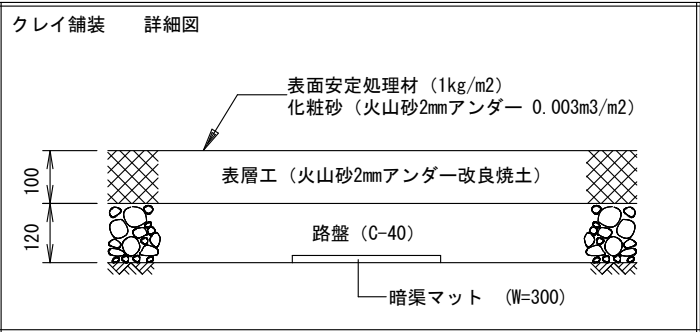 クレイ舗装　　詳細図
表面安定処理材（1kg/m2）
化粧砂（火山砂2mmアンダー 0.003m3/m2）
100
表層工（火山砂2mmアンダー改良焼土）
120
路盤（C-40）
暗渠マット　（W=300）